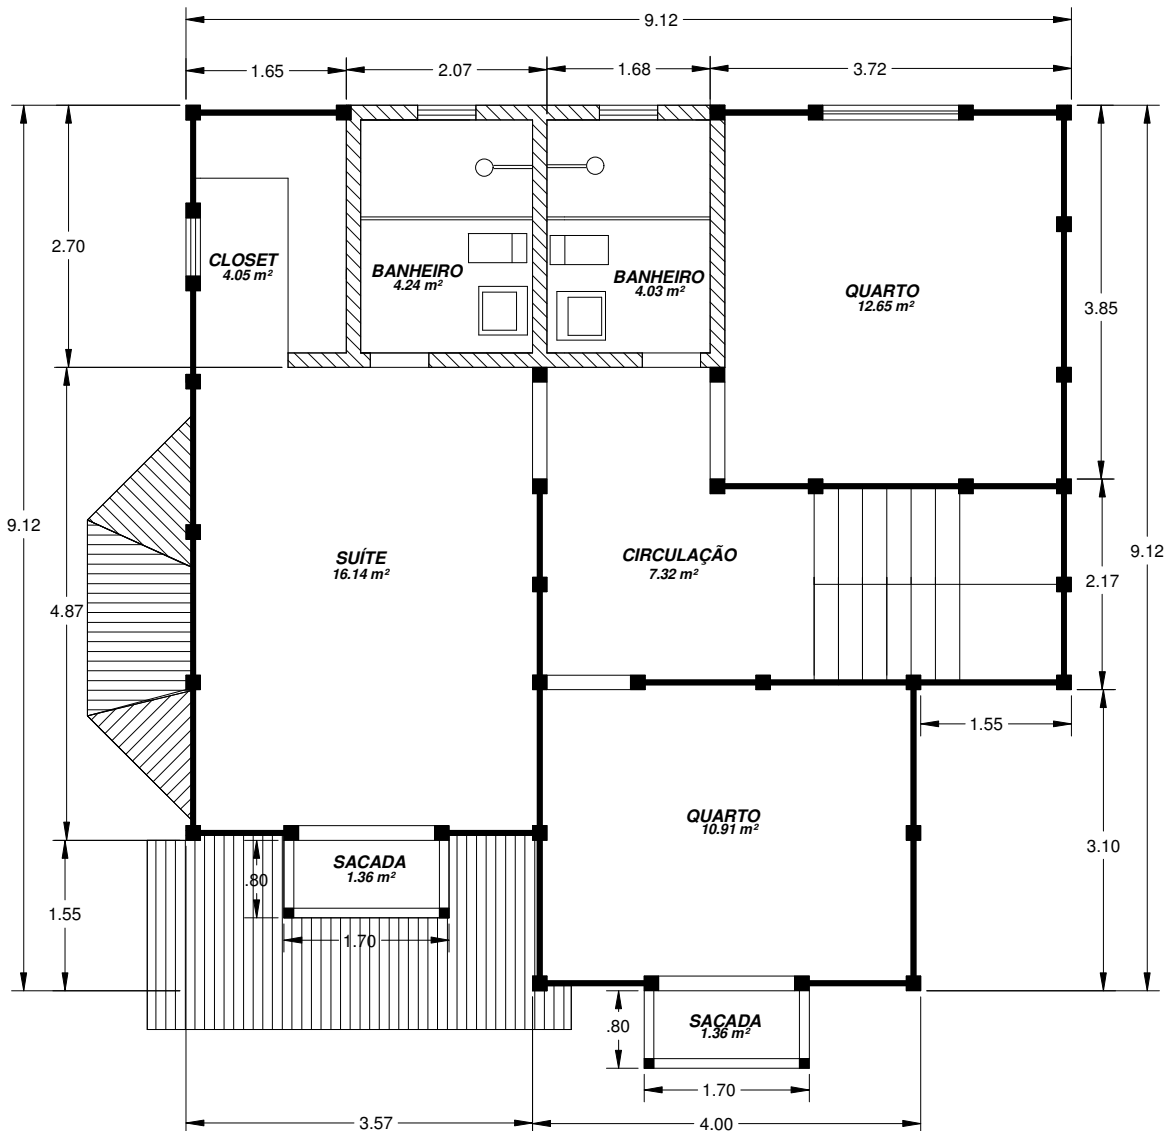 9.12
1.65
2.07
1.68
3.72
2.70
CLOSET
4.05 m²
BANHEIRO
4.24 m²
BANHEIRO
4.03 m²
QUARTO
12.65 m²
3.85
9.12
SUÍTE
16.14 m²
CIRCULAÇÃO
7.32 m²
9.12
2.17
4.87
1.55
QUARTO
10.91 m²
3.10
SACADA
1.36 m²
.80
1.55
1.70
SACADA
1.36 m²
.80
1.70
3.57
4.00